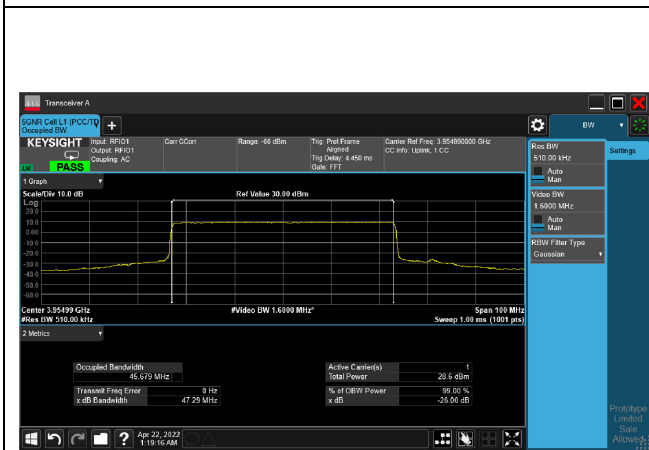 Transceiver A
5GNR Cell L1 (PCC/TD
Occupied BW
+
BW
KEYSIGHT
LW
PASS
Input: RFIO1
Output: RFIO1
Coupling: AC
Carr CCorr
Range: -60 dBm
Trig: Prst Frame
Aligned
Trig Delay: 4.450 ms
Gate: FFT
Carrier Ref Freq: 3.954990000 GHz
CC Info: Uplink, 1 CC
Res BW
510.00 kHz
Auto
Man
Settings
Video BW
1.6000 MHz
Auto
Man
RBW Filter Type
Gaussian
1 Graph
Scale/Div 10.0 dB
Ref Value 30.00 dBm
Log
20.0
10.0
0.00
-10.0
-20.0
-30.0
-40.0
-50.0
-60.0
Center 3.95499 GHz
#Video BW 1.6000 MHz*
Span 100 MHz
#Res BW 510.00 kHz
Sweep 1.00 ms (1001 pts)
2 Metrics
Occupied Bandwidth
45.679 MHz
Active Carrier(s) 1
Total Power 28.6 dBm
Transmit Freq Error 0 Hz
% of OBW Power 99.00 %
x dB Bandwidth 47.29 MHz
x dB -26.00 dB
Prototype
Limited
Sale
Allowed
?
Apr 22, 2022
1:19:16 AM